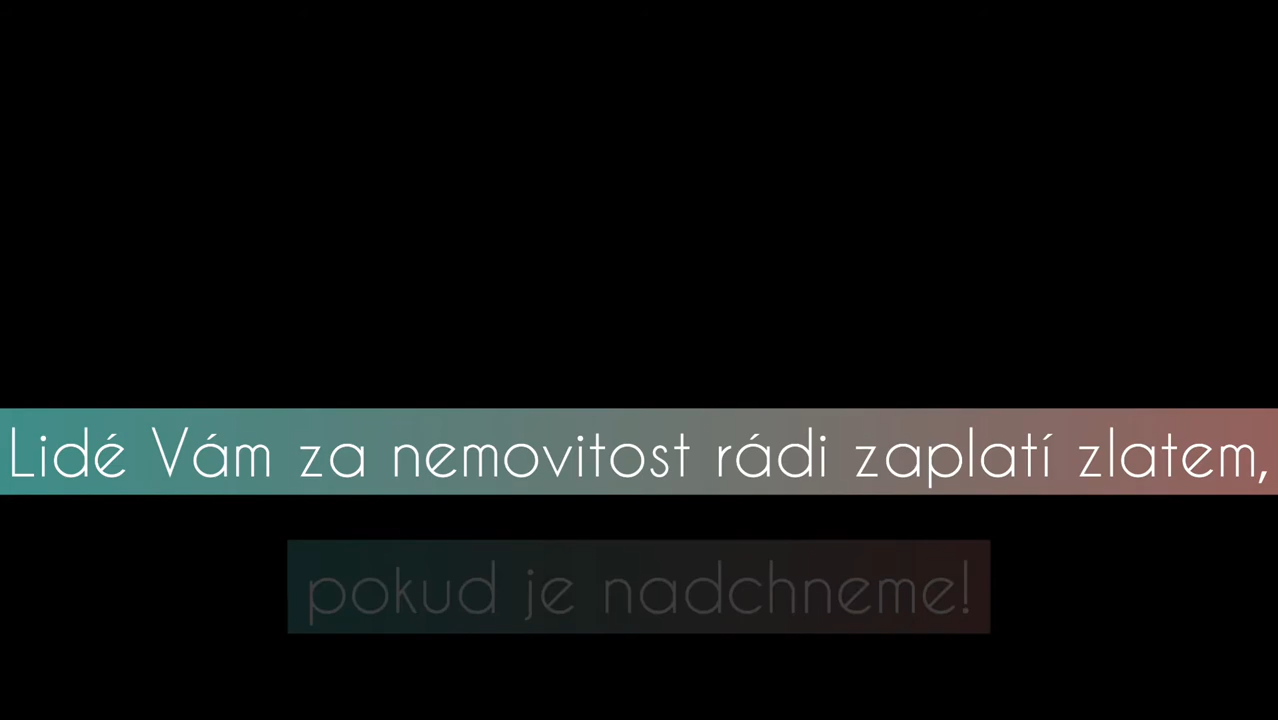 Lidé Vám za nemovitost rádi zaplatí zlatem,
pokud je nadchneme!